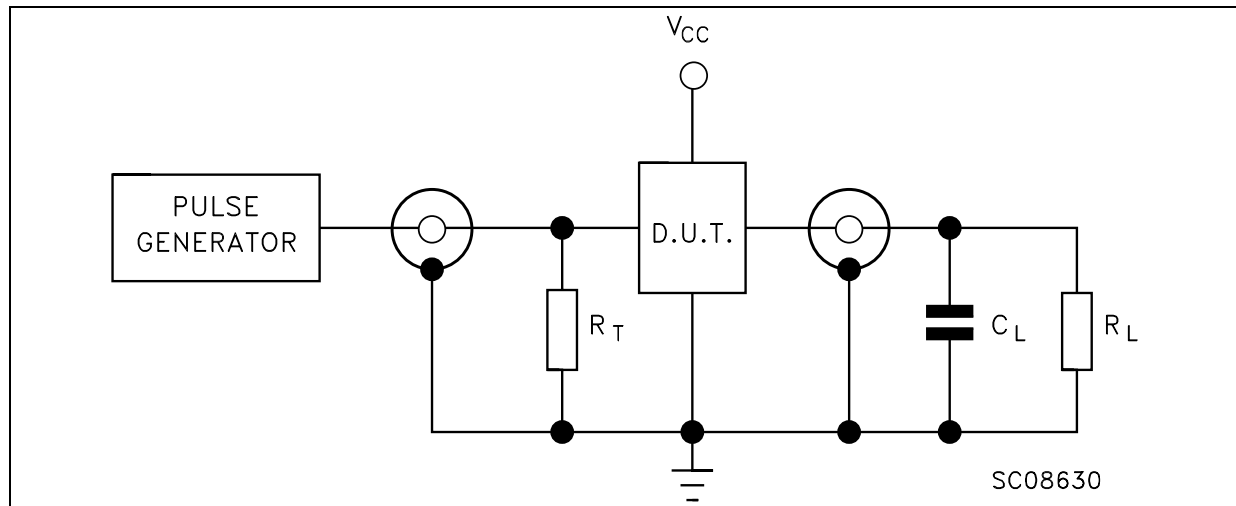 VCC
PULSE
GENERATOR
D.U.T.
RT
CL
RL
SC08630